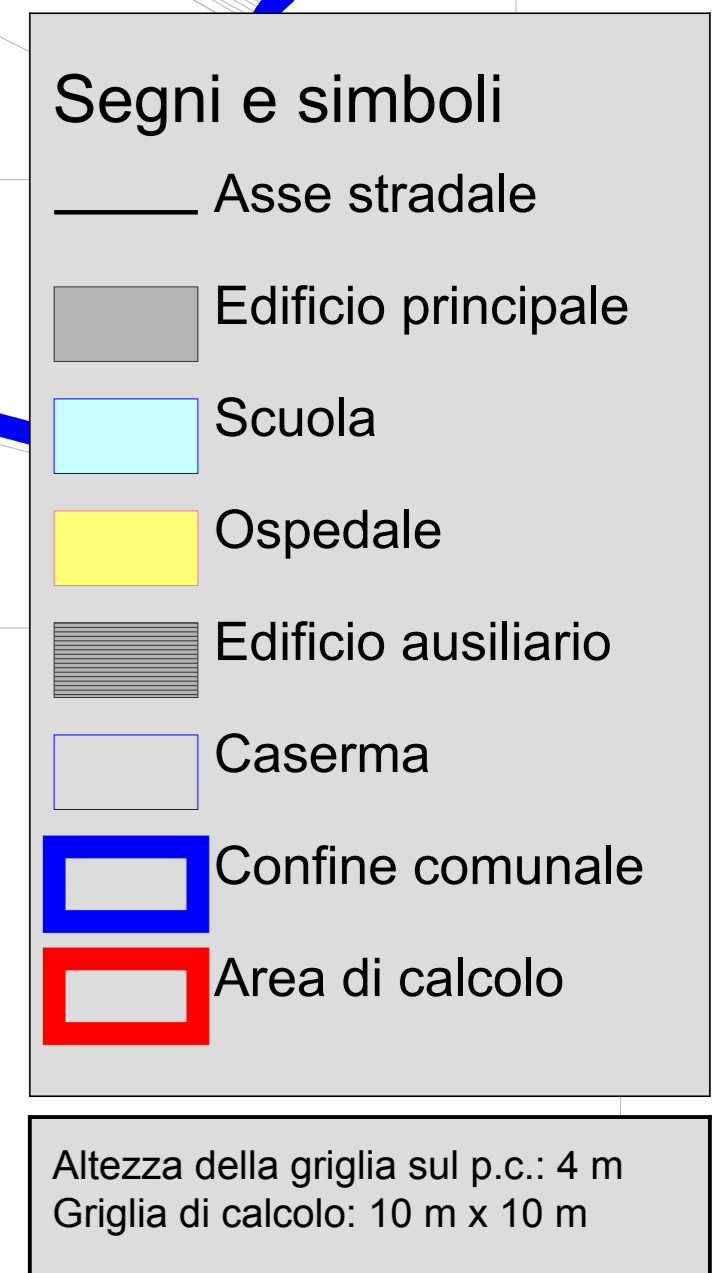 Segni e simboli
Asse stradale
Edificio principale
Scuola
Ospedale
Edificio ausiliario
Caserma
Confine comunale
Area di calcolo
Altezza della griglia sul p.c.: 4 m
Griglia di calcolo: 10 m x 10 m